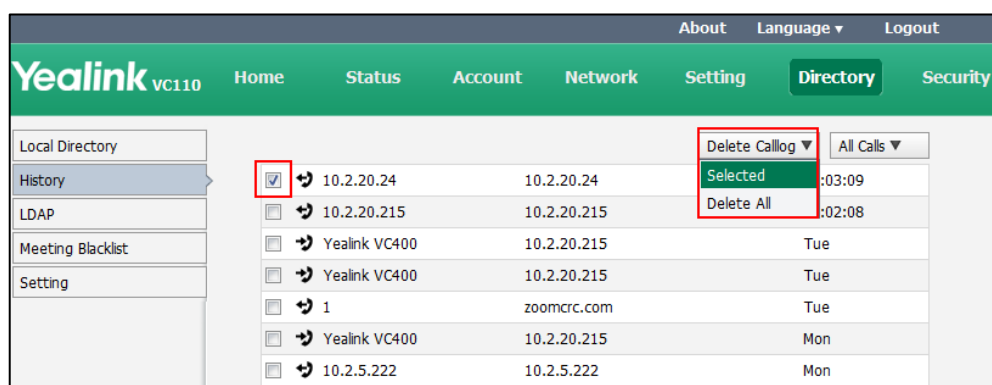 About Language ▾ Logout
Yealink VC110 Home Status Account Network Setting Directory Security
Local Directory
History
LDAP
Meeting Blacklist
Setting
Delete Calllog ▼ All Calls ▼
Selected
Delete All
10.2.20.24 10.2.20.24 :03:09
10.2.20.215 10.2.20.215 :02:08
Yealink VC400 10.2.20.215 Tue
Yealink VC400 10.2.20.215 Tue
1 zoomcrc.com Tue
Yealink VC400 10.2.20.215 Mon
10.2.5.222 10.2.5.222 Mon